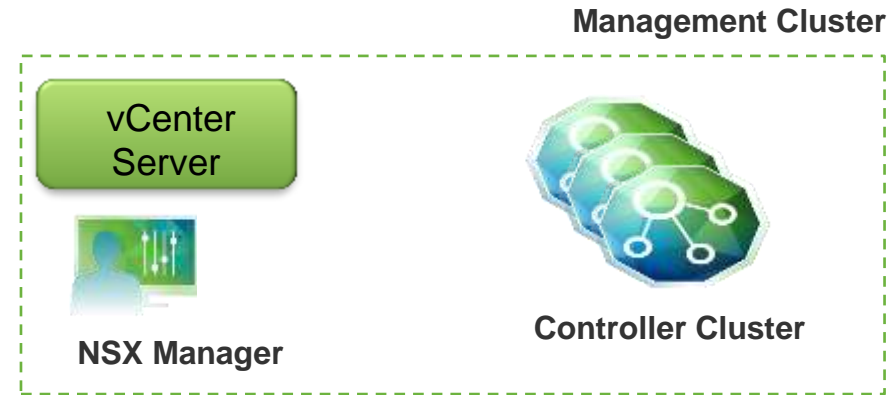 Management Cluster
vCenter
Server
Controller Cluster
NSX Manager